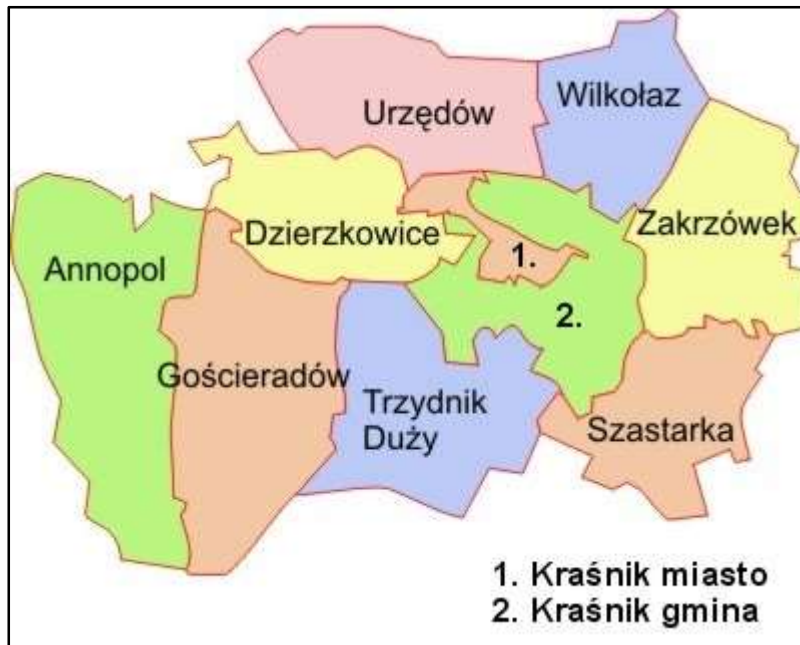 Urzędów
Wilkołaz
Dzierzkowice
Zakrzówek
Annopol
1.
2.
Gościeradów
Trzydnik
Duży
Szastarka
1. Kraśnik miasto
2. Kraśnik gmina